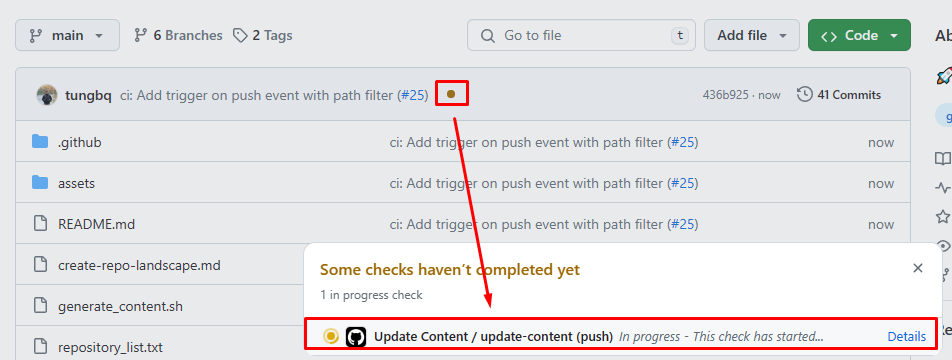 main 6 Branches 2 Tags Go to file t Add file Code Ab
tungbq ci: Add trigger on push event with path filter (#25) 436b925 · now 41 Commits
.github ci: Add trigger on push event with path filter (#25) now
assets ci: Add trigger on push event with path filter (#25) now
README.md ci: Add trigger on push event with path filter (#25) now
create-repo-landscape.md
Some checks haven't completed yet
1 in progress check
generate_content.sh
Update Content / update-content (push) In progress - This check has started... Details
repository_list.txt